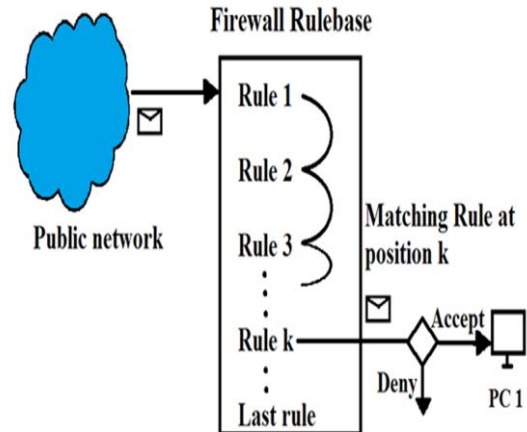 Firewall Rulebase
Rule 1
Rule 2
Public network
Rule 3
Matching Rule at
position k
Rule k
Accept
Deny
PC 1
Last rule